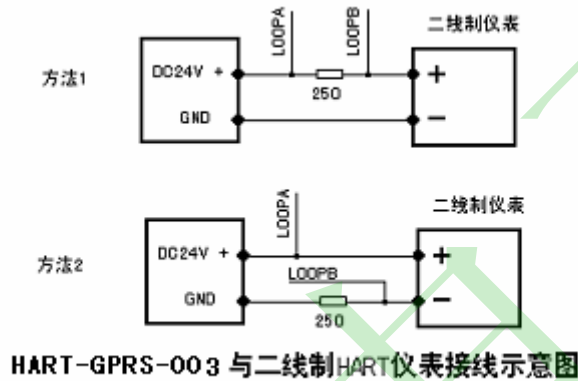 LOOPA
LOOPB
二线制仪表
方法1
DC24V +
+
250
GND
−
LOOPA
二线制仪表
方法2
DC24V +
+
LOOPB
GND
−
250
HART-GPRS-003 与二线制HART仪表接线示意图